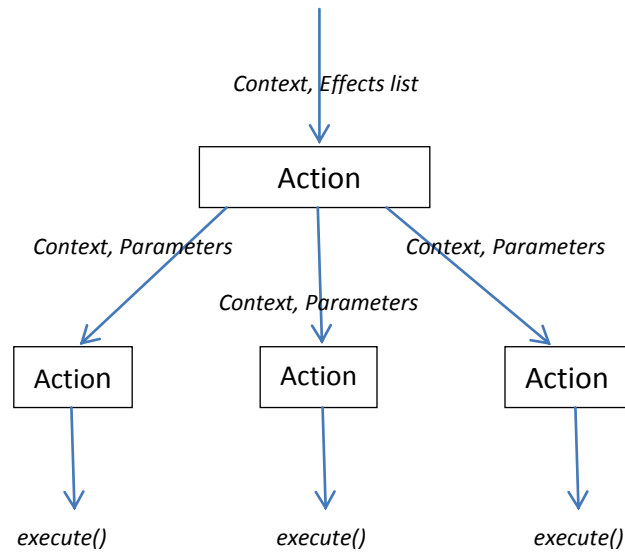 Context, Effects list
Action
Context, Parameters
Context, Parameters
Context, Parameters
Action
Action
Action
execute()
execute()
execute()